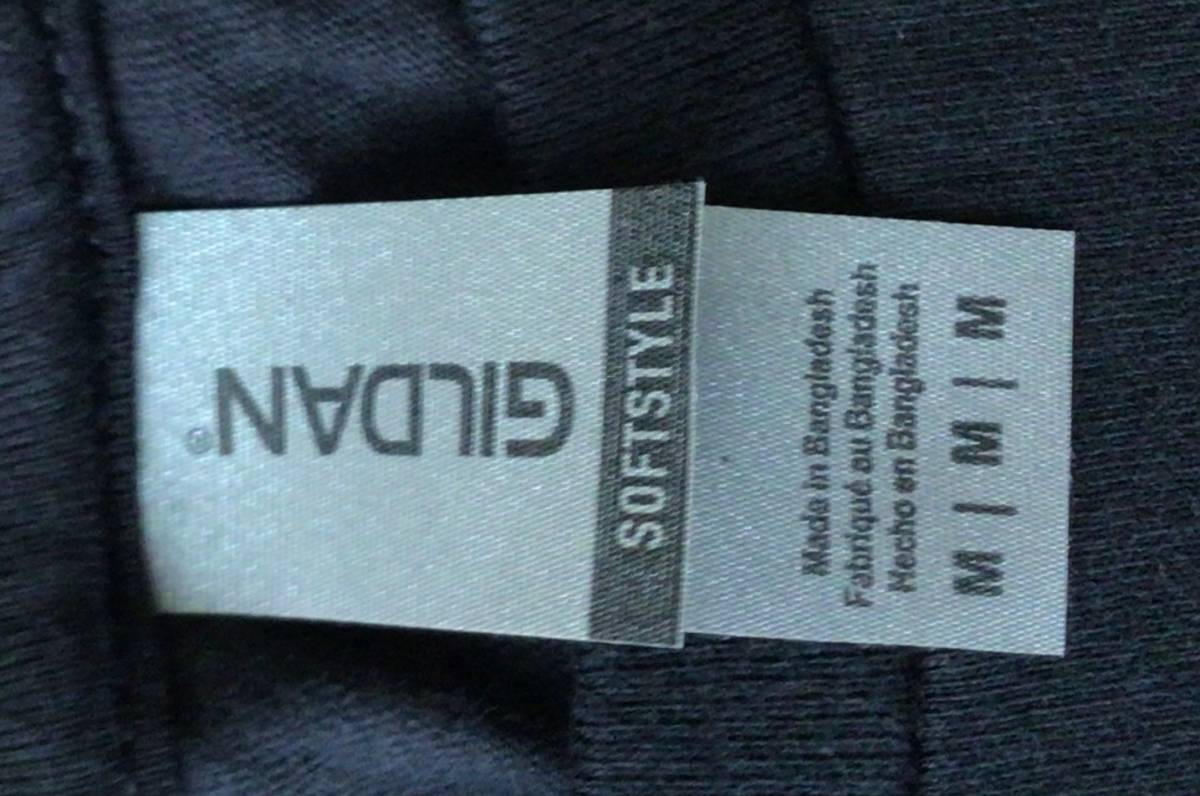 GILDAN®
SOFTSTYLE
Made in Bangladesh
Fabriqué au Bangladesh
Hecho en Bangladesh
M | M | M